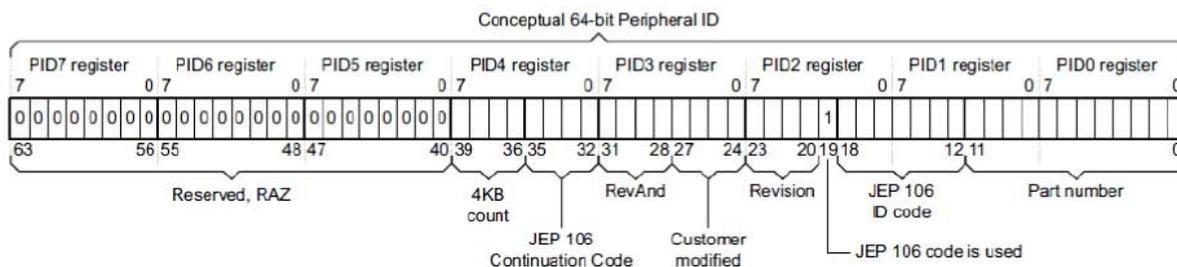 Conceptual 64-bit Peripheral ID
PID7 register PID6 register PID5 register PID4 register PID3 register PID2 register PID1 register PID0 register
7 0 7 0 7 0 7 0 7 0 7 0 7 0 7 0
0 0 0 0 0 0 0 0 0 0 0 0 0 0 0 0 0 0 0 0 0 0 0 0 1
63 56 55 48 47 40 39 36 35 32 31 28 27 24 23 20 19 18 12 11 0
Reserved, RAZ 4KB count RevAnd Revision JEP 106 ID code Part number
JEP 106 Continuation Code Customer modified JEP 106 code is used